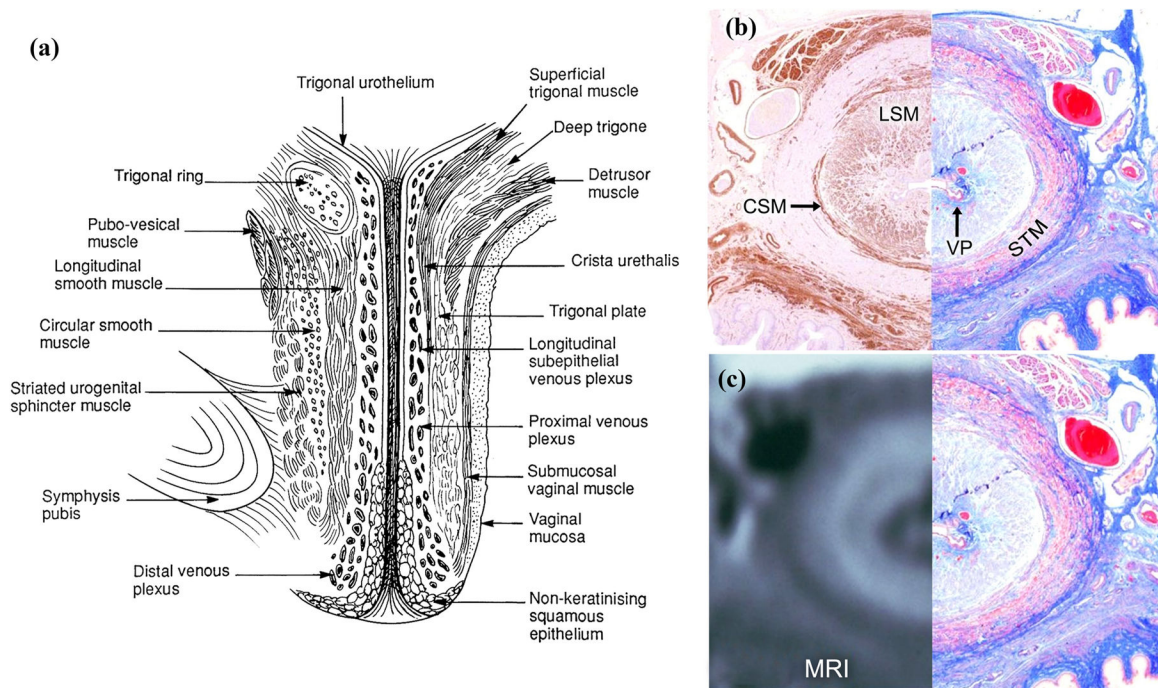 (a)
Trigonal urothelium
Trigonal ring
Pubo-vesical
muscle
Longitudinal
smooth muscle
Circular smooth
muscle
Striated urogenital
sphincter muscle
Symphysis
pubis
Distal venous
plexus
Superficial
trigonal muscle
Deep trigone
Detrusor
muscle
Crista urethalis
Trigonal plate
Longitudinal
subepithelial
venous plexus
Proximal venous
plexus
Submucosal
vaginal muscle
Vaginal
mucosa
Non-keratinising
squamous
epithelium
(b)
LSM
CSM
VP
STM
(c)
MRI